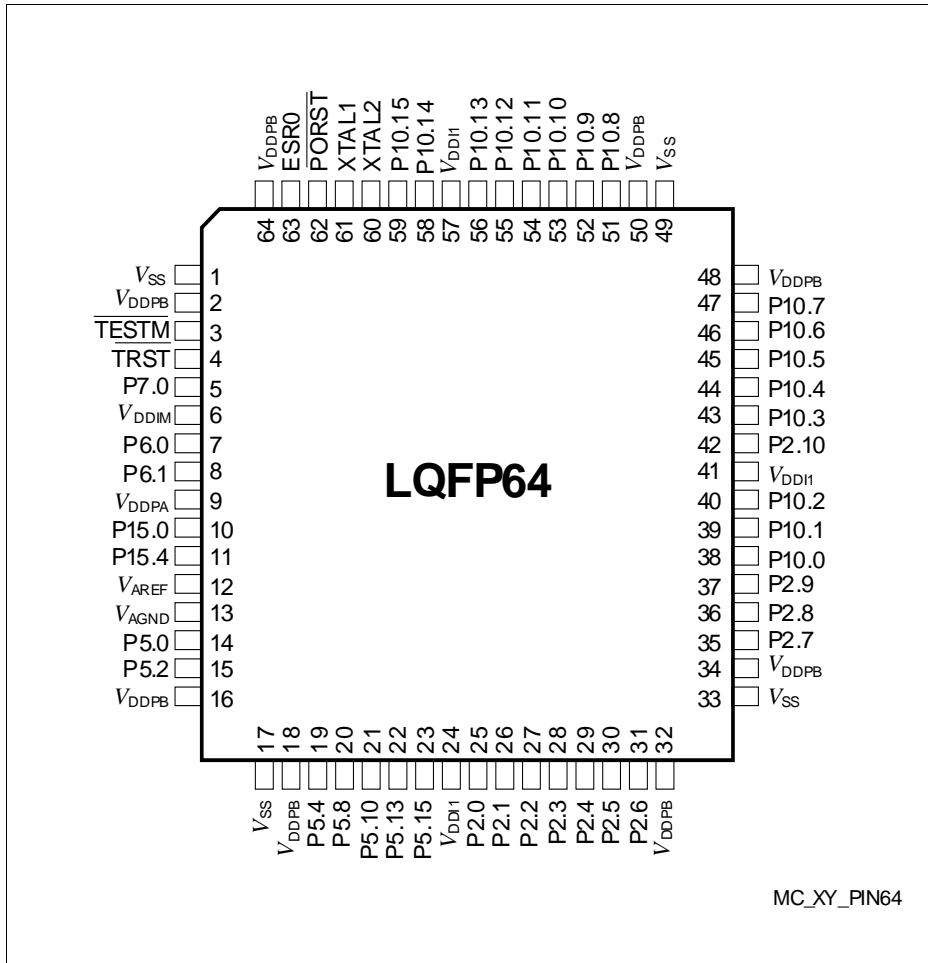 VDDPB
ESR0
PORST
XTAL1
XTAL2
P10.15
P10.14
VDDI1
P10.13
P10.12
P10.11
P10.10
P10.9
P10.8
VDDPB
VSS
64
63
62
61
60
59
58
57
56
55
54
53
52
51
50
49
VSS 1
VDDPB 2
TESTM 3
TRST 4
P7.0 5
VDDIM 6
P6.0 7
P6.1 8
VDDPA 9
P15.0 10
P15.4 11
VAREF 12
VAGND 13
P5.0 14
P5.2 15
VDDPB 16
LQFP64
48 VDDPB
47 P10.7
46 P10.6
45 P10.5
44 P10.4
43 P10.3
42 P2.10
41 VDDI1
40 P10.2
39 P10.1
38 P10.0
37 P2.9
36 P2.8
35 P2.7
34 VDDPB
33 VSS
17
18
19
20
21
22
23
24
25
26
27
28
29
30
31
32
VSS
VDDPB
P5.4
P5.8
P5.10
P5.13
P5.15
VDDI1
P2.0
P2.1
P2.2
P2.3
P2.4
P2.5
P2.6
VDDPB
MC_XY_PIN64